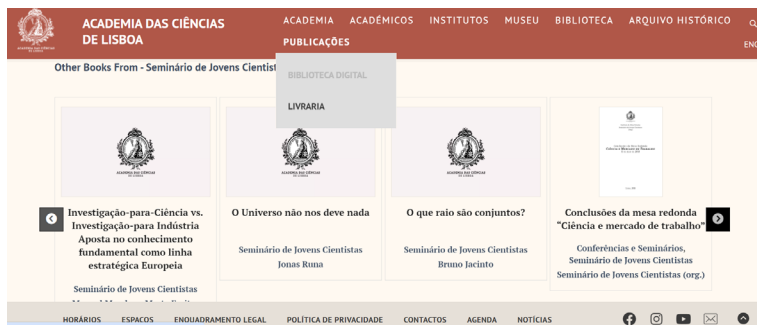 ACADEMIA DAS CIÊNCIAS
DE LISBOA
ACADEMIA ACADÉMICOS INSTITUTOS MUSEU BIBLIOTECA ARQUIVO HISTÓRICO
PUBLICAÇÕES
ENG
BIBLIOTECA DIGITAL
LIVRARIA
Other Books From - Seminário de Jovens Cientist
Investigação-para-Ciência vs.
Investigação-para Indústria
Aposta no conhecimento
fundamental como linha
estratégica Europeia
Seminário de Jovens Cientistas
O Universo não nos deve nada
Seminário de Jovens Cientistas
Jonas Runa
O que raio são conjuntos?
Seminário de Jovens Cientistas
Bruno Jacinto
Conclusões da mesa redonda
“Ciência e mercado de trabalho”
Conferências e Seminários,
Seminário de Jovens Cientistas
Seminário de Jovens Cientistas (org.)
HORÁRIOS ESPAÇOS ENQUADRAMENTO LEGAL POLÍTICA DE PRIVACIDADE CONTACTOS AGENDA NOTÍCIAS